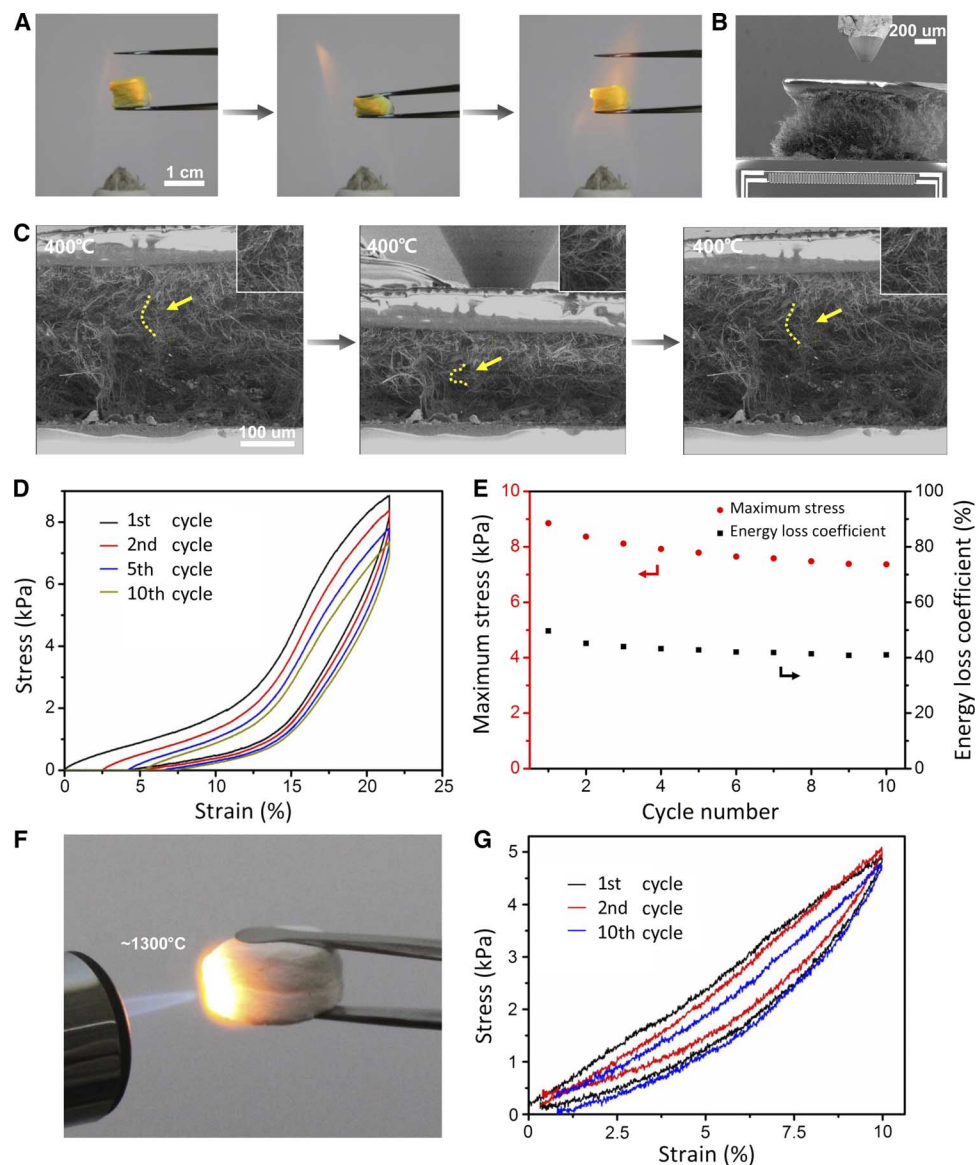 A
1 cm
B
200 um
C
400℃
100 um
400℃
400℃
D
Stress (kPa)
8
6
4
2
0
1st cycle
2nd cycle
5th cycle
10th cycle
0 5 10 15 20 25
Strain (%)
E
Maximum stress (kPa)
10
8
6
4
2
0
Maximum stress
Energy loss coefficient
100
80
60
40
20
0
Energy loss coefficient (%)
2 4 6 8 10
Cycle number
F
~1300°C
G
Stress (kPa)
5
4
3
2
1
0
1st cycle
2nd cycle
10th cycle
0 2.5 5 7.5 10
Strain (%)